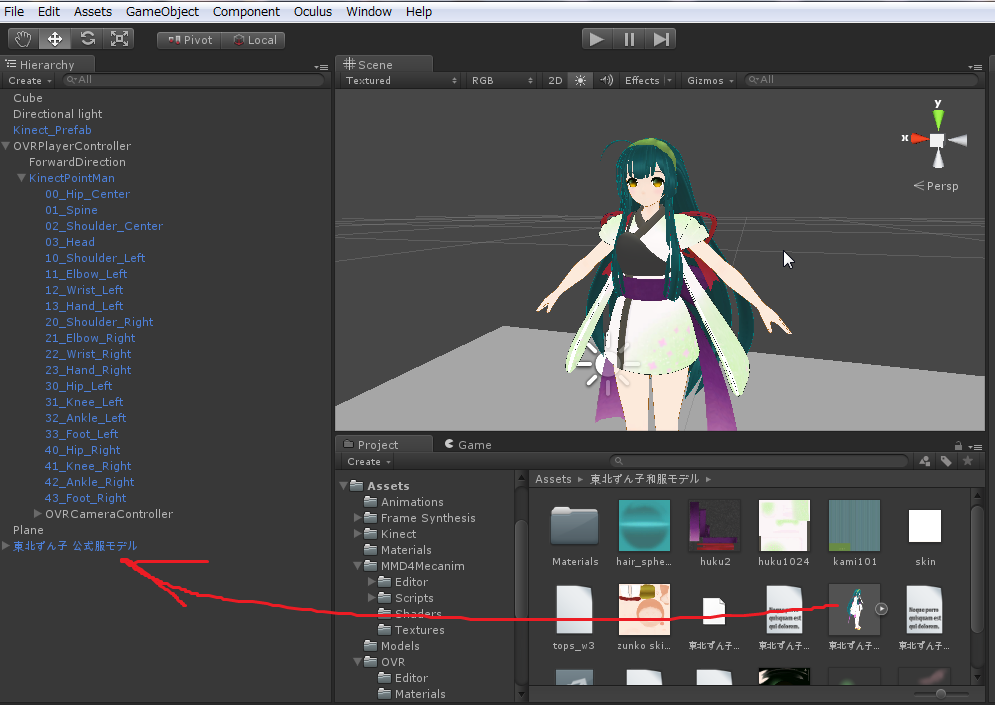 File Edit Assets GameObject Component Oculus Window Help
Pivot Local
Hierarchy
Create All
Cube
Directional light
Kinect_Prefab
OVRPlayerController
ForwardDirection
KinectPointMan
00_Hip_Center
01_Spine
02_Shoulder_Center
03_Head
10_Shoulder_Left
11_Elbow_Left
12_Wrist_Left
13_Hand_Left
20_Shoulder_Right
21_Elbow_Right
22_Wrist_Right
23_Hand_Right
30_Hip_Left
31_Knee_Left
32_Ankle_Left
33_Foot_Left
40_Hip_Right
41_Knee_Right
42_Ankle_Right
43_Foot_Right
OVRCameraController
Plane
東北ずん子 公式服モデル
Scene
Textured RGB 2D Effects Gizmos All
y
x
Persp
Project Game
Create
Assets
Animations
Frame Synthesis
Kinect
Materials
MMD4Mecanim
Editor
Scripts
Shaders
Textures
Models
OVR
Editor
Materials
Assets 東北ずん子和服モデル
Materials hair_sphe... huku2 huku1024 kami101 skin
tops_w3 zunko ski... 東北ずん子... 東北ずん子... 東北ずん子... 東北ずん子...